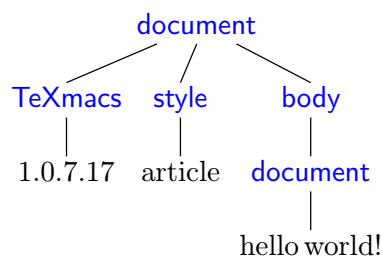 document
TeXmacs style body
1.0.7.17 article document
hello world!